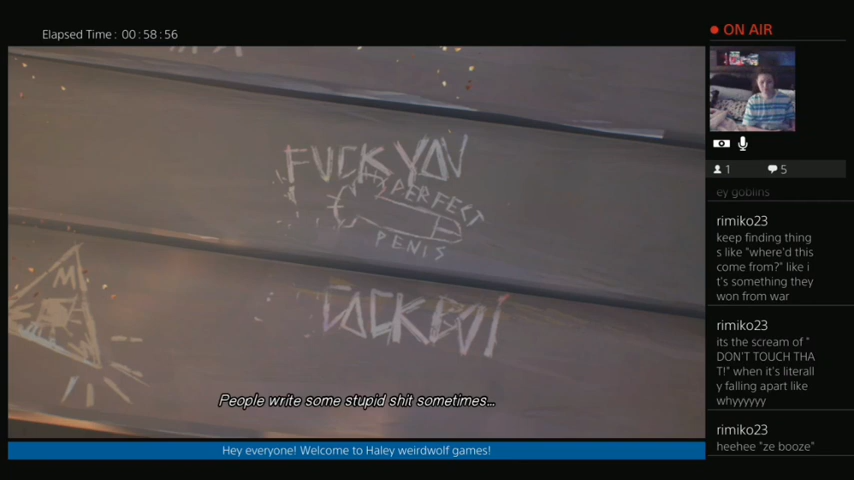 Elapsed Time : 00:58:56
ON AIR
FUCK YOU
PERFECT
PENIS
M
People write some stupid shit sometimes...
Hey everyone! Welcome to Haley weirdwolf games!
1
5
ey goblins
rimiko23
keep finding thing
s like "where'd this
come from?" like i
t's something they
won from war
rimiko23
its the scream of "
DON'T TOUCH THA
T!" when it's literall
y falling apart like
whyyyyyy
rimiko23
heehee "ze booze"